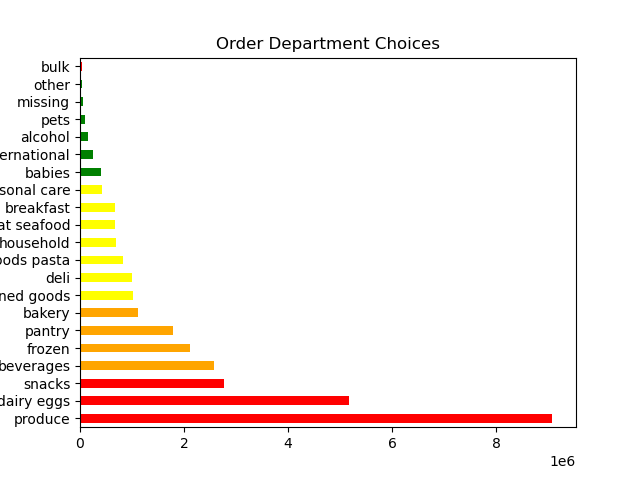 Order Department Choices
bulk
other
missing
pets
alcohol
ernational
babies
sonal care
breakfast
at seafood
household
oods pasta
deli
ned goods
bakery
pantry
frozen
beverages
snacks
dairy eggs
produce
0 2 4 6 8
1e6